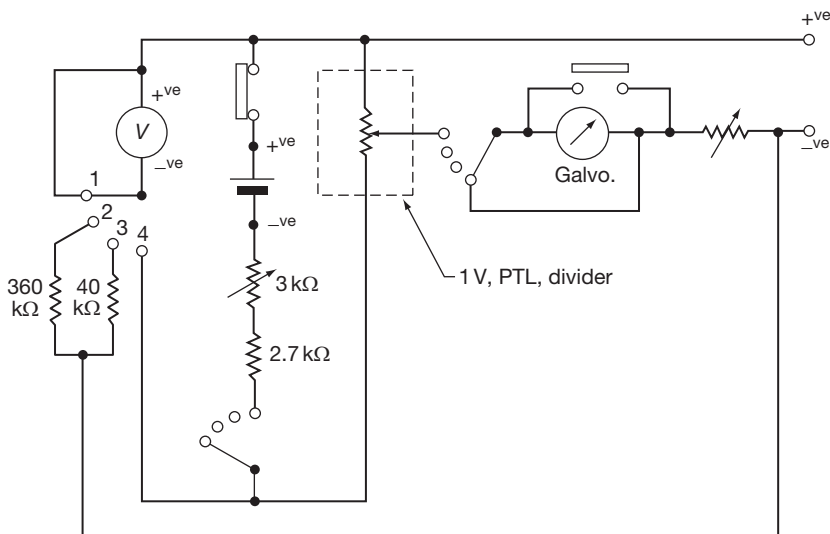 +ve
+ve
V
−ve
1
2
3
4
360
kΩ
40
kΩ
+ve
−ve
3 kΩ
2.7 kΩ
Galvo.
−ve
1 V, PTL, divider